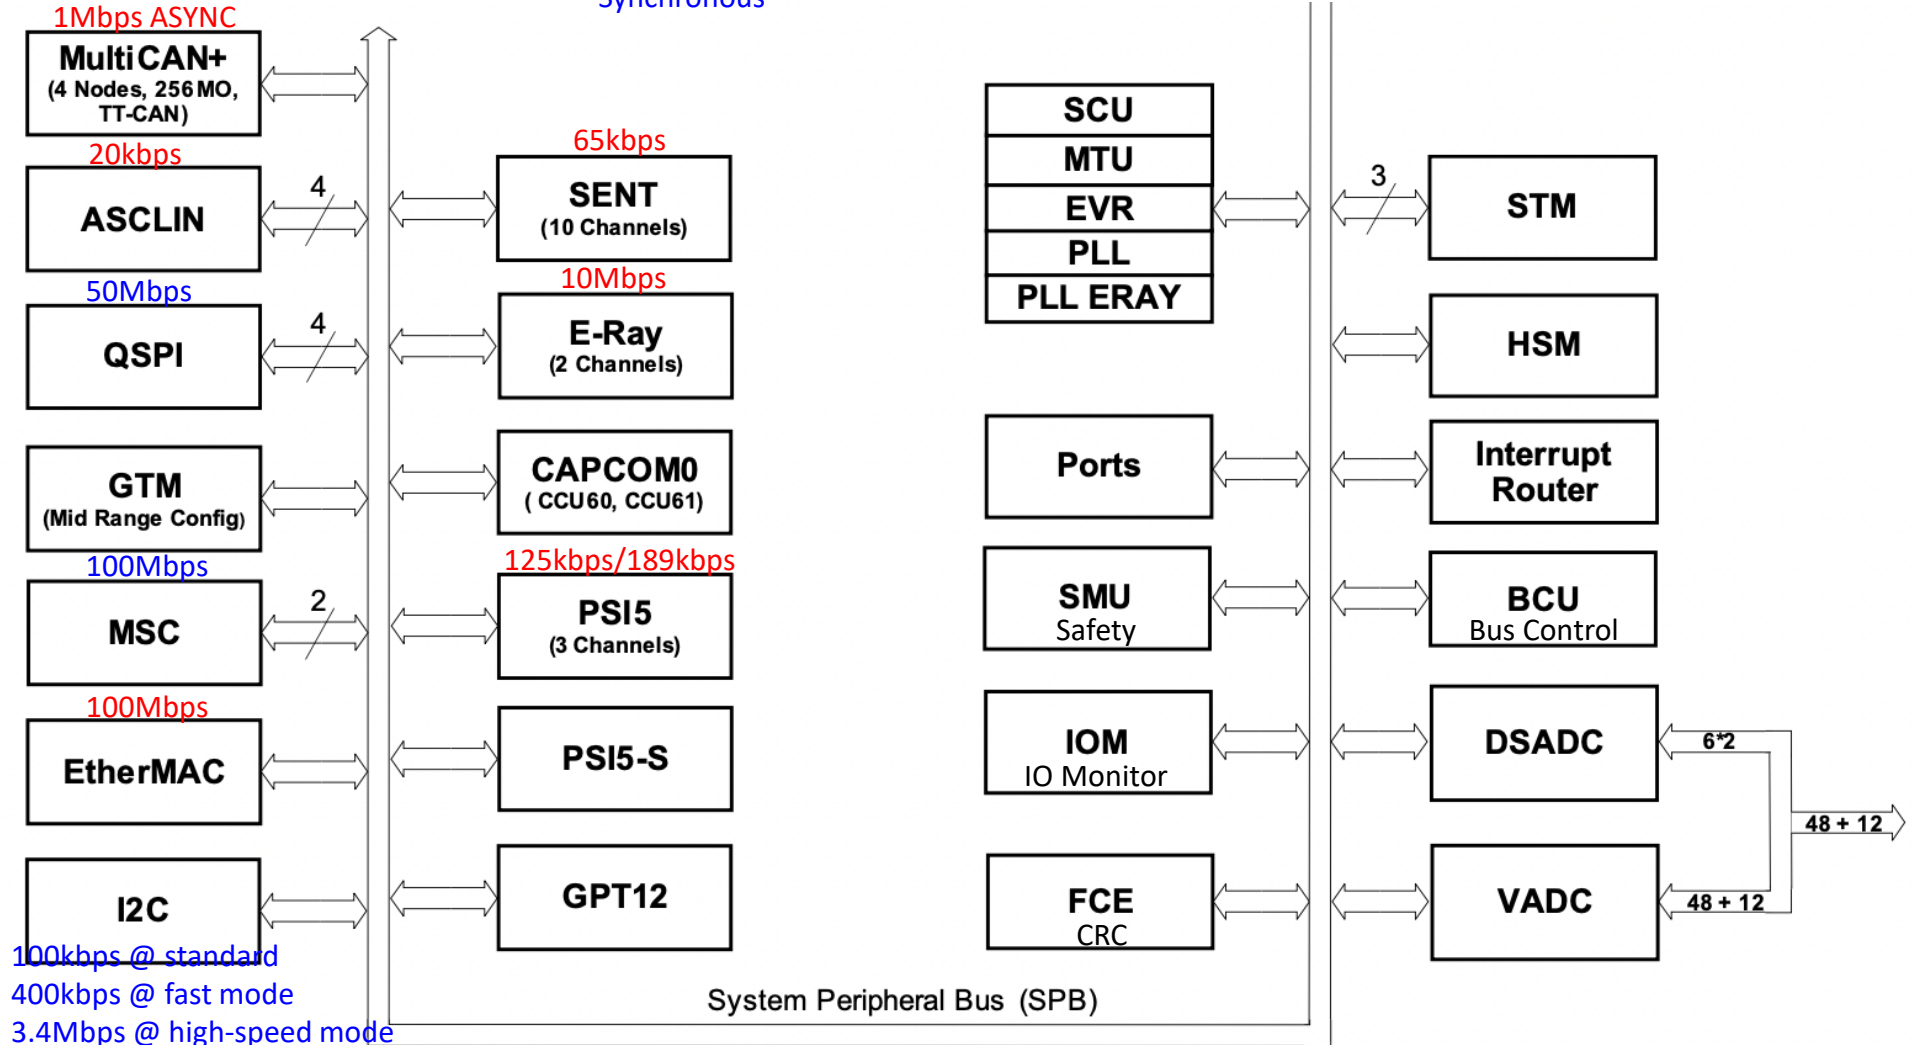 Synchronous
1Mbps ASYNC
MultiCAN+
(4 Nodes, 256 MO,
TT-CAN)
20kbps
ASCLIN
4
50Mbps
QSPI
4
GTM
(Mid Range Config)
100Mbps
MSC
2
100Mbps
EtherMAC
I2C
100kbps @ standard
400kbps @ fast mode
3.4Mbps @ high-speed mode
65kbps
SENT
(10 Channels)
10Mbps
E-Ray
(2 Channels)
CAPCOM0
( CCU60, CCU61)
125kbps/189kbps
PSI5
(3 Channels)
PSI5-S
GPT12
System Peripheral Bus (SPB)
SCU
MTU
EVR
PLL
PLL ERAY
Ports
SMU
Safety
IOM
IO Monitor
FCE
CRC
3
STM
HSM
Interrupt
Router
BCU
Bus Control
DSADC
6*2
48 + 12
VADC
48 + 12